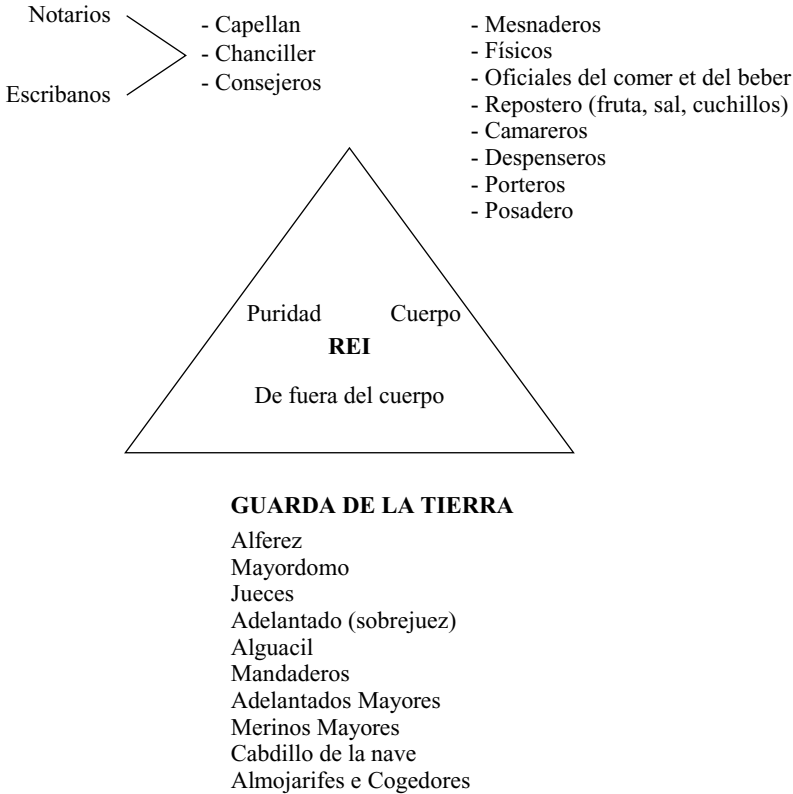 Notarios
Escribanos
- Capellan
- Chanciller
- Consejeros
- Mesnaderos
- Físicos
- Oficiales del comer et del beber
- Repostero (fruta, sal, cuchillos)
- Camareros
- Despenseros
- Porteros
- Posadero
Puridad
Cuerpo
REI
De fuera del cuerpo
GUARDA DE LA TIERRA
Alferez
Mayordomo
Jueces
Adelantado (sobrejuez)
Alguacil
Mandaderos
Adelantados Mayores
Merinos Mayores
Cabdillo de la nave
Almojarifes e Cogedores